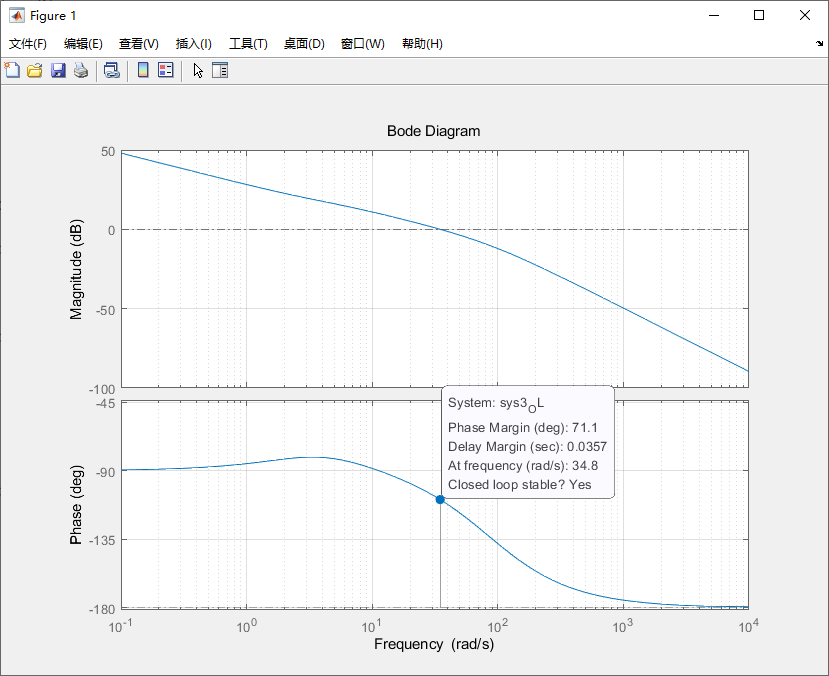 Figure 1
文件(F) 编辑(E) 查看(V) 插入(I) 工具(T) 桌面(D) 窗口(W) 帮助(H)
Bode Diagram
50
0
-50
-100
Magnitude (dB)
-45
-90
-135
-180
Phase (deg)
System: sys3_OL
Phase Margin (deg): 71.1
Delay Margin (sec): 0.0357
At frequency (rad/s): 34.8
Closed loop stable? Yes
10^-1 10^0 10^1 10^2 10^3 10^4
Frequency (rad/s)